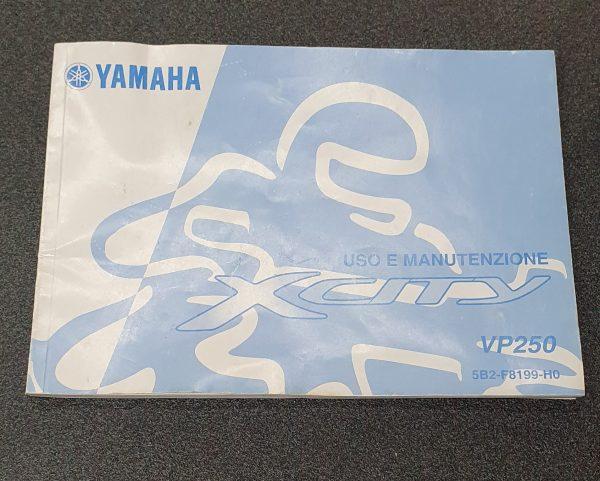 YAMAHA
USO E MANUTENZIONE
XCITY
VP250
5B2-F8199-H0